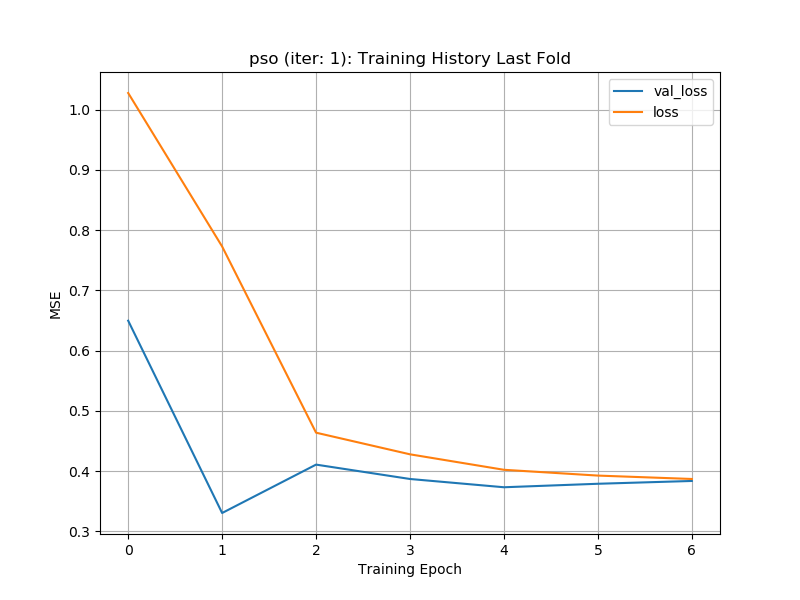 pso (iter: 1): Training History Last Fold
val_loss
loss
MSE
1.0
0.9
0.8
0.7
0.6
0.5
0.4
0.3
0 1 2 3 4 5 6
Training Epoch